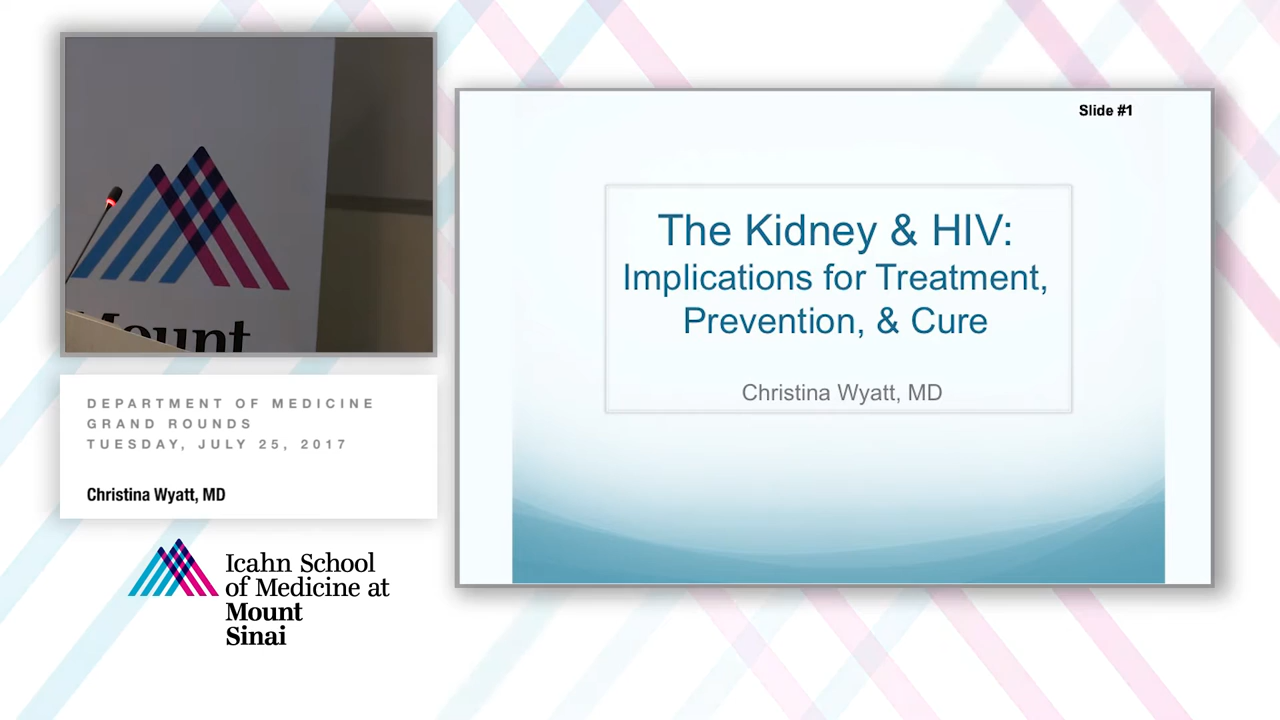 Mount
DEPARTMENT OF MEDICINE
GRAND ROUNDS
TUESDAY, JULY 25, 2017
Christina Wyatt, MD
Icahn School
of Medicine at
Mount
Sinai
Slide #1
The Kidney & HIV:
Implications for Treatment,
Prevention, & Cure
Christina Wyatt, MD